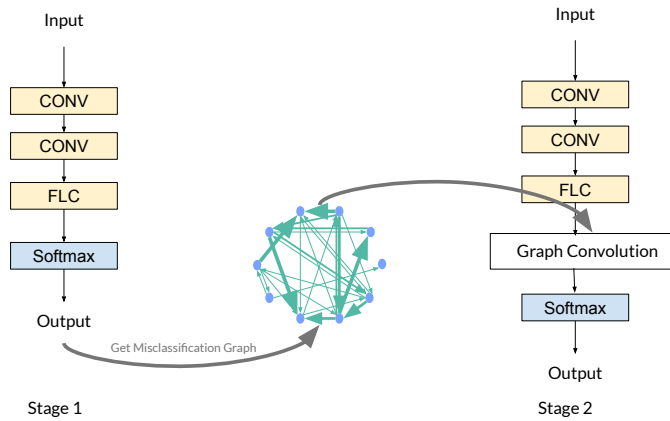 Input
CONV
CONV
FLC
Softmax
Output
Get Misclassification Graph
Stage 1
Input
CONV
CONV
FLC
Graph Convolution
Softmax
Output
Stage 2